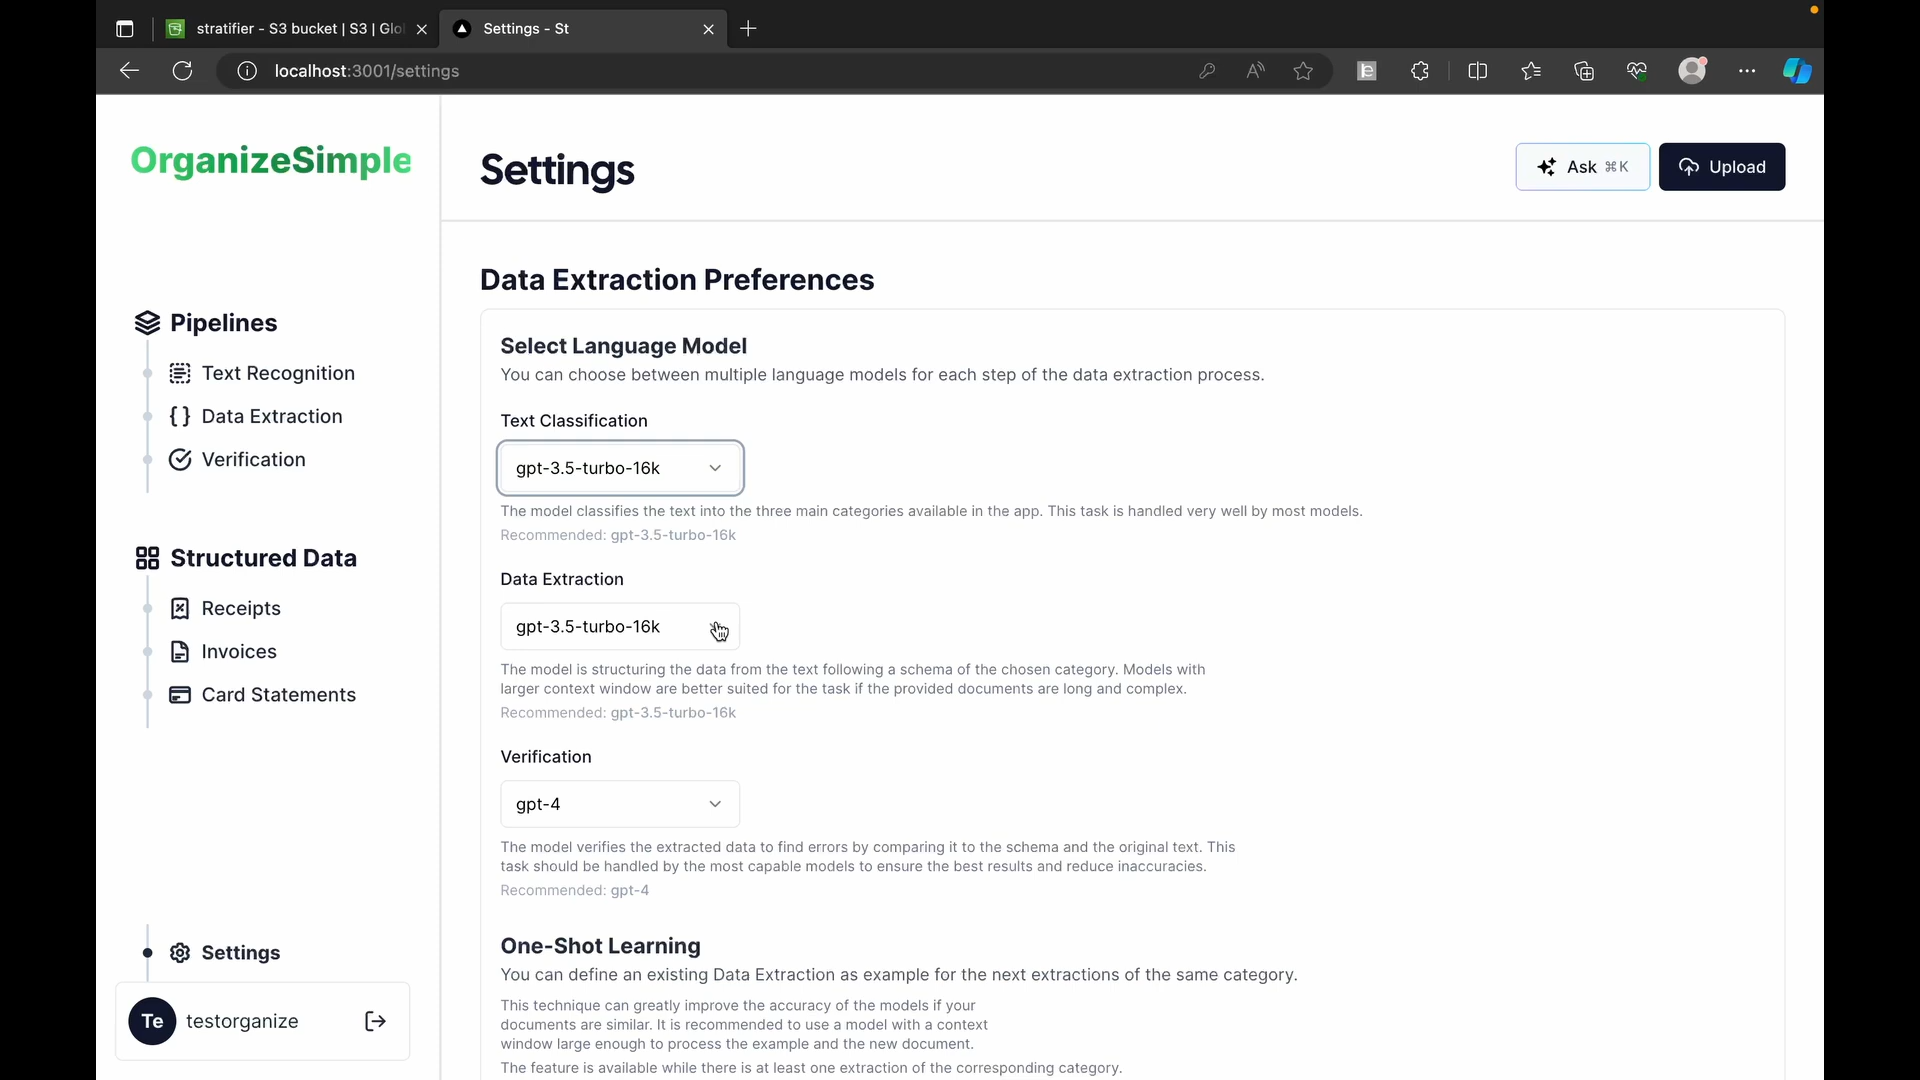 stratifier - S3 bucket | S3 | Glo
Settings - St
localhost:3001/settings
OrganizeSimple
Settings
Ask ⌘K
Upload
Pipelines
Text Recognition
Data Extraction
Verification
Structured Data
Receipts
Invoices
Card Statements
Settings
Te testorganize
Data Extraction Preferences
Select Language Model
You can choose between multiple language models for each step of the data extraction process.
Text Classification
gpt-3.5-turbo-16k
The model classifies the text into the three main categories available in the app. This task is handled very well by most models.
Recommended: gpt-3.5-turbo-16k
Data Extraction
gpt-3.5-turbo-16k
The model is structuring the data from the text following a schema of the chosen category. Models with
larger context window are better suited for the task if the provided documents are long and complex.
Recommended: gpt-3.5-turbo-16k
Verification
gpt-4
The model verifies the extracted data to find errors by comparing it to the schema and the original text. This
task should be handled by the most capable models to ensure the best results and reduce inaccuracies.
Recommended: gpt-4
One-Shot Learning
You can define an existing Data Extraction as example for the next extractions of the same category.
This technique can greatly improve the accuracy of the models if your
documents are similar. It is recommended to use a model with a context
window large enough to process the example and the new document.
The feature is available while there is at least one extraction of the corresponding category.